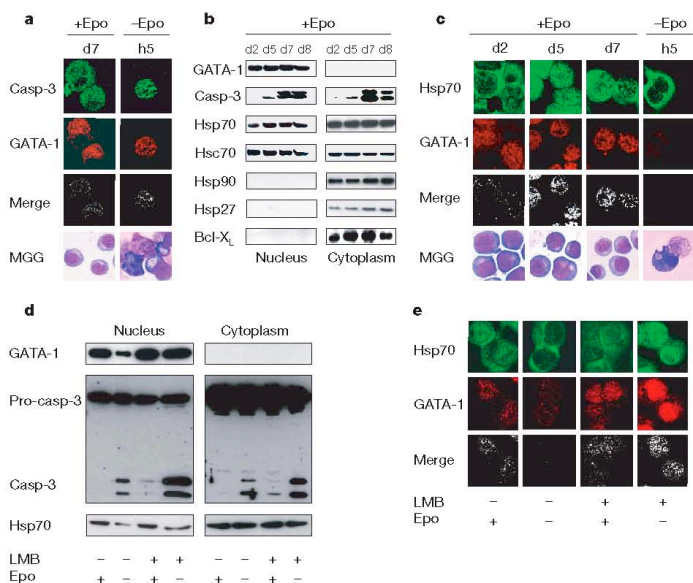 a
+Epo –Epo
d7 h5
Casp-3
GATA-1
Merge
MGG
b
+Epo
d2 d5 d7 d8 d2 d5 d7 d8
GATA-1
Casp-3
Hsp70
Hsc70
Hsp90
Hsp27
Bcl-XL
Nucleus Cytoplasm
c
+Epo –Epo
d2 d5 d7 h5
Hsp70
GATA-1
Merge
MGG
d
Nucleus Cytoplasm
GATA-1
Pro-casp-3
Casp-3
Hsp70
LMB – – + + – – + +
Epo + – + – + – + –
e
Hsp70
GATA-1
Merge
LMB – – + +
Epo + – + –